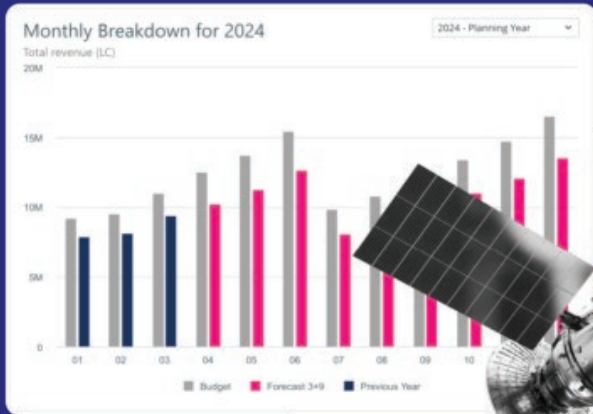 Monthly Breakdown for 2024
2024 - Planning Year
Total revenue (LC)
20M
15M
10M
5M
0
01 02 03 04 05 06 07 08 09 10
Budget Forecast 3+9 Previous Year